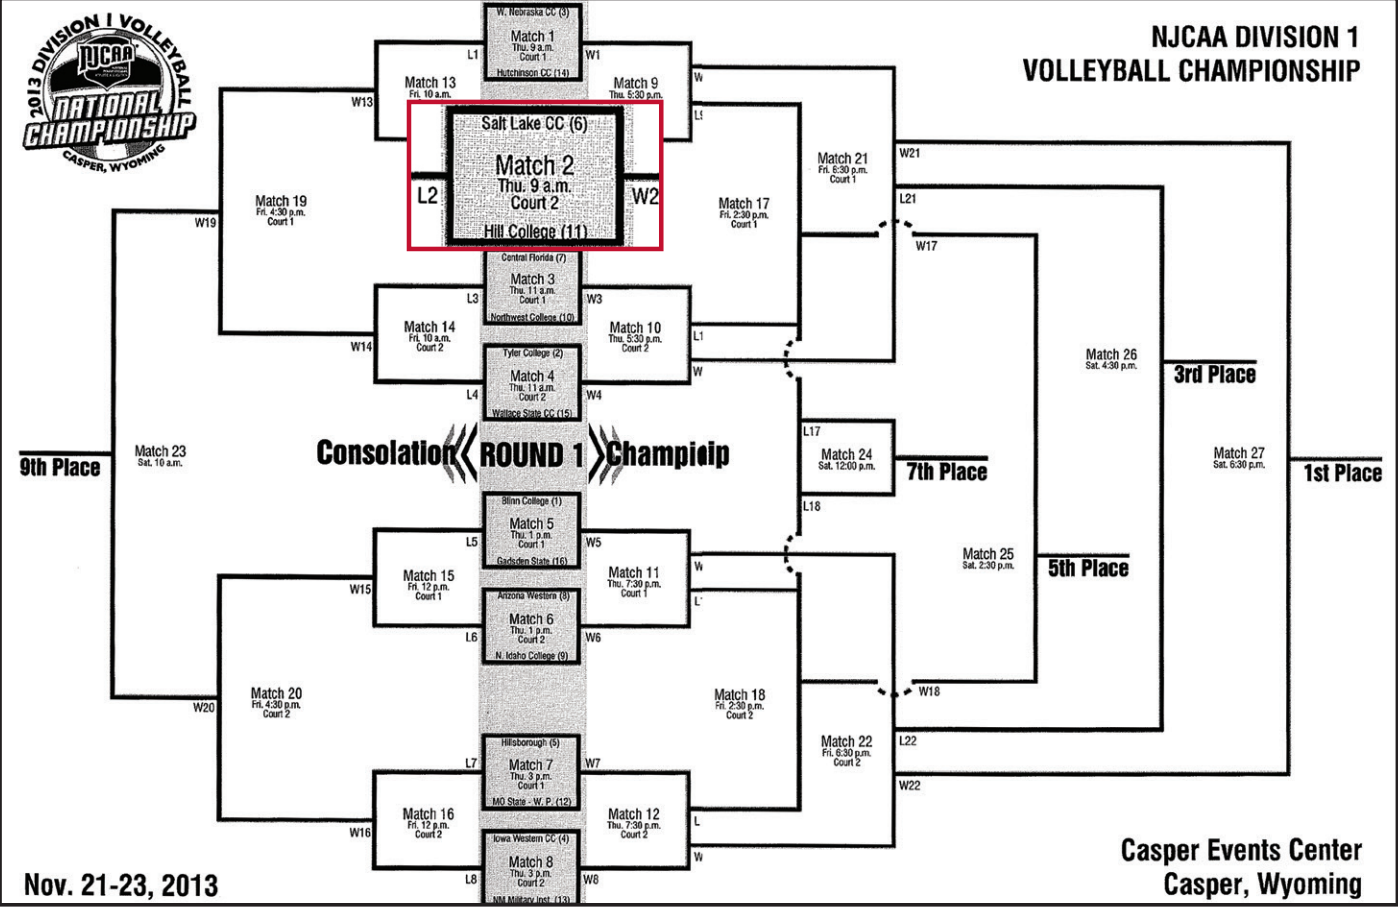 2013 DIVISION I VOLLEYBALL
NJCAA
NATIONAL
CHAMPIONSHIP
CASPER, WYOMING
NJCAA DIVISION 1
VOLLEYBALL CHAMPIONSHIP
W. Nebraska CC (3)
Match 1
Thu. 9 a.m.
Court 1
Hutchinson CC (14)
L1
W1
Match 13
Fri. 10 a.m.
Match 9
Thu. 5:30 p.m.
W13
W
Salt Lake CC (6)
Match 2
Thu. 9 a.m.
Court 2
Hill College (11)
L2
W2
Match 21
Fri. 6:30 p.m.
Court 1
W21
L21
Match 19
Fri. 4:30 p.m.
Court 1
W19
Match 17
Fri. 2:30 p.m.
Court 1
W17
Central Florida (7)
Match 3
Thu. 11 a.m.
Court 1
Northwest College (10)
L3
W3
Match 14
Fri. 10 a.m.
Court 2
Match 10
Thu. 5:30 p.m.
Court 2
L1
W14
W
Tyler College (2)
Match 4
Thu. 11 a.m.
Court 2
Wallace State CC (15)
L4
W4
Match 26
Sat. 4:30 p.m.
3rd Place
Consolation
ROUND 1
Champiip
L17
Match 24
Sat. 12:00 p.m.
L18
7th Place
Match 23
Sat. 10 a.m.
9th Place
Match 27
Sat. 6:30 p.m.
1st Place
Blinn College (1)
Match 5
Thu. 1 p.m.
Court 1
Gadsden State (16)
L5
W5
Match 15
Fri. 12 p.m.
Court 1
Match 11
Thu. 7:30 p.m.
Court 1
W15
W
Match 25
Sat. 2:30 p.m.
5th Place
Arizona Western (8)
Match 6
Thu. 1 p.m.
Court 2
N. Idaho College (9)
L6
W6
Match 20
Fri. 4:30 p.m.
Court 2
W20
Match 18
Fri. 2:30 p.m.
Court 2
W18
Hillsborough (5)
Match 7
Thu. 3 p.m.
Court 1
MO State - W. P. (12)
L7
W7
Match 22
Fri. 6:30 p.m.
Court 2
L22
W22
Match 16
Fri. 12 p.m.
Court 2
Match 12
Thu. 7:30 p.m.
Court 2
W16
L
W
Iowa Western CC (4)
Match 8
Thu. 3 p.m.
Court 2
NM Military Inst. (13)
L8
W8
Nov. 21-23, 2013
Casper Events Center
Casper, Wyoming